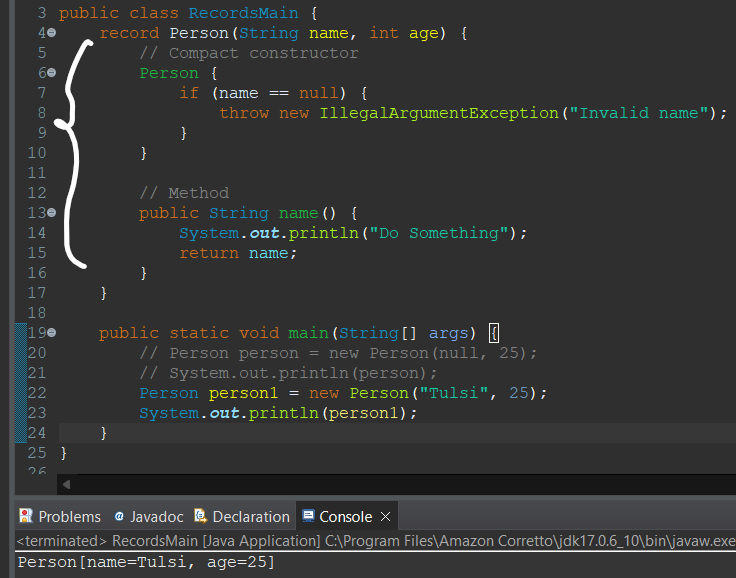 3 public class RecordsMain {
4 record Person(String name, int age) {
5 // Compact constructor
6 Person {
7 if (name == null) {
8 throw new IllegalArgumentException("Invalid name");
9 }
10 }
11
12 // Method
13 public String name() {
14 System.out.println("Do Something");
15 return name;
16 }
17 }
18
19 public static void main(String[] args) {
20 // Person person = new Person(null, 25);
21 // System.out.println(person);
22 Person person1 = new Person("Tulsi", 25);
23 System.out.println(person1);
24 }
25 }
26
Problems @ Javadoc Declaration Console
<terminated> RecordsMain [Java Application] C:\Program Files\Amazon Corretto\jdk17.0.6_10\bin\javaw.exe
Person[name=Tulsi, age=25]